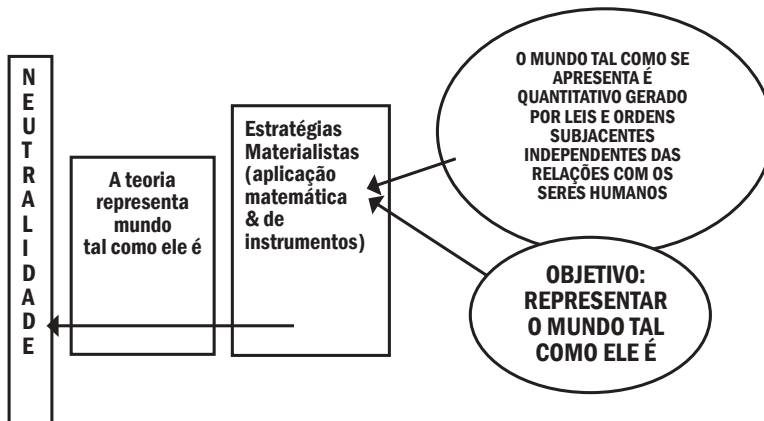 NEUTRALIDADE
A teoria
representa
mundo
tal como ele é
Estratégias
Materialistas
(aplicação
matemática
& de
instrumentos)
O MUNDO TAL COMO SE
APRESENTA É
QUANTITATIVO GERADO
POR LEIS E ORDENS
SUBJACENTES
INDEPENDENTES DAS
RELAÇÕES COM OS
SERES HUMANOS
OBJETIVO:
REPRESENTAR
O MUNDO TAL
COMO ELE É